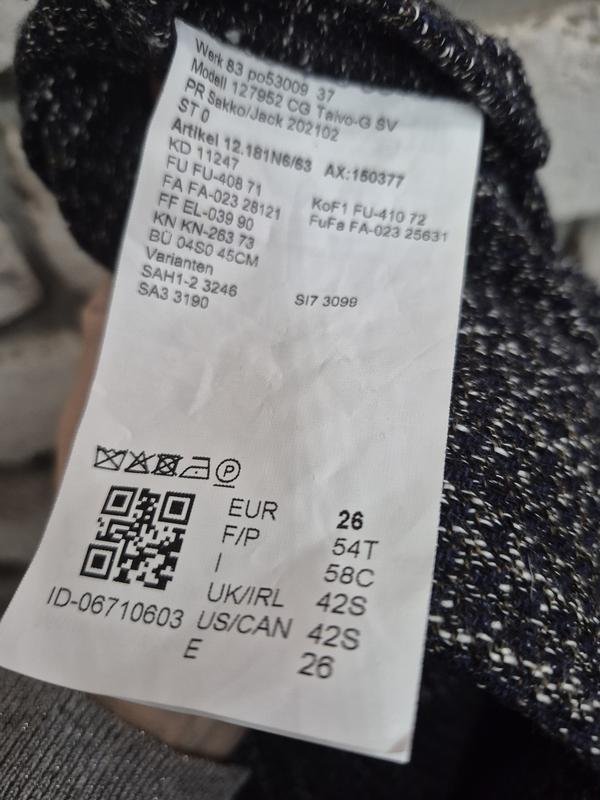 Werk 83 po53009 37
Modell 127952 CG Taivo-G SV
PR Sakko/Jack 202102
ST 0
Artikel 12.181N6/63 AX:150377
KD 11247
FU FU-408 71 KoF1 FU-410 72
FA FA-023 28121 FuFa FA-023 25631
FF EL-039 90
KN KN-263 73
BÜ 04S0 45CM
Varianten
SAH1-2 3246 SI7 3099
SA3 3190
P
EUR 26
F/P 54T
I 58C
UK/IRL 42S
ID-06710603 US/CAN 42S
E 26